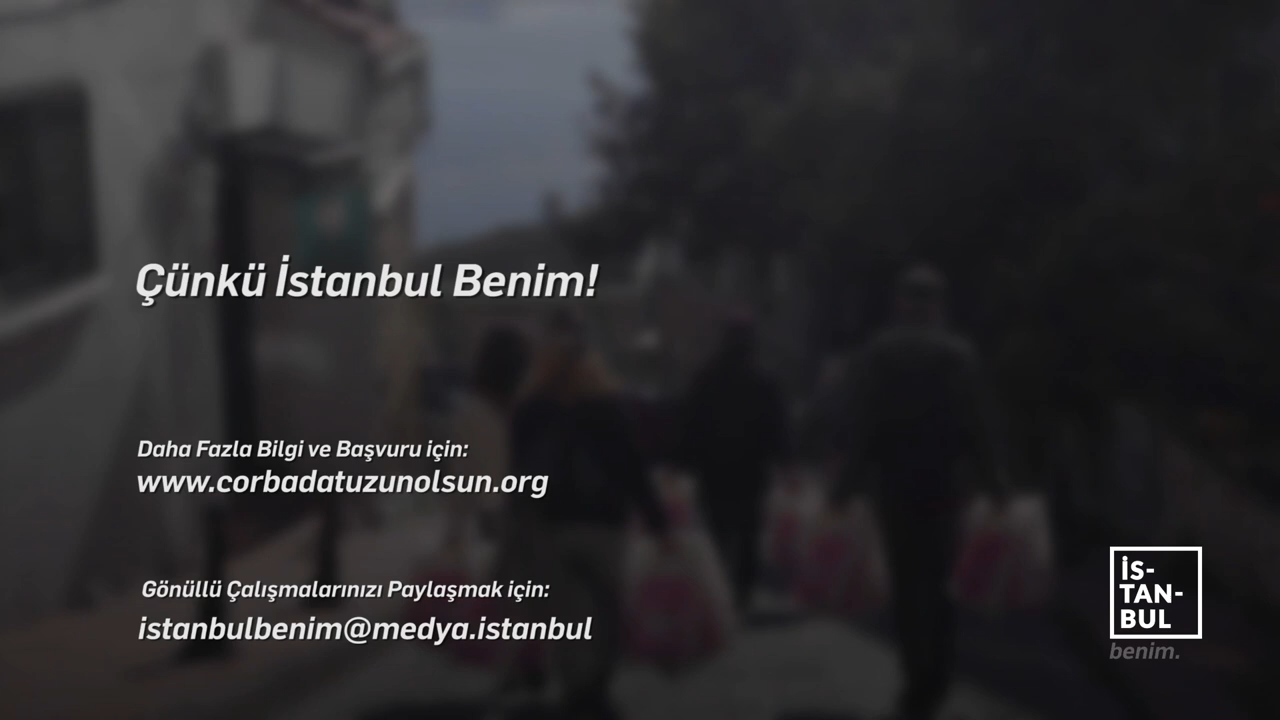 Çünkü İstanbul Benim!
Daha Fazla Bilgi ve Başvuru için:
www.corbadatuzunolsun.org
Gönüllü Çalışmalarınızı Paylaşmak için:
istanbulbenim@medya.istanbul
İS-
TAN-
BUL
benim.